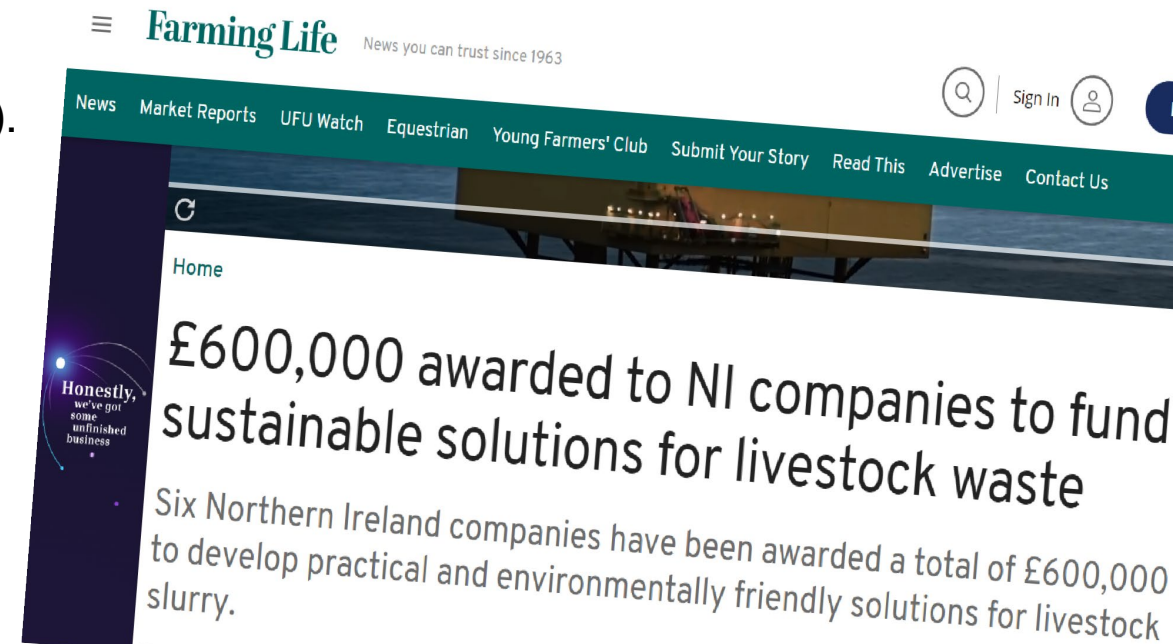 ).
Farming Life
News you can trust since 1963
Sign In
News Market Reports UFU Watch Equestrian Young Farmers' Club Submit Your Story Read This Advertise Contact Us
Home
£600,000 awarded to NI companies to fund
sustainable solutions for livestock waste
Six Northern Ireland companies have been awarded a total of £600,000
to develop practical and environmentally friendly solutions for livestock
slurry.
Honestly,
we've got
some
unfinished
business